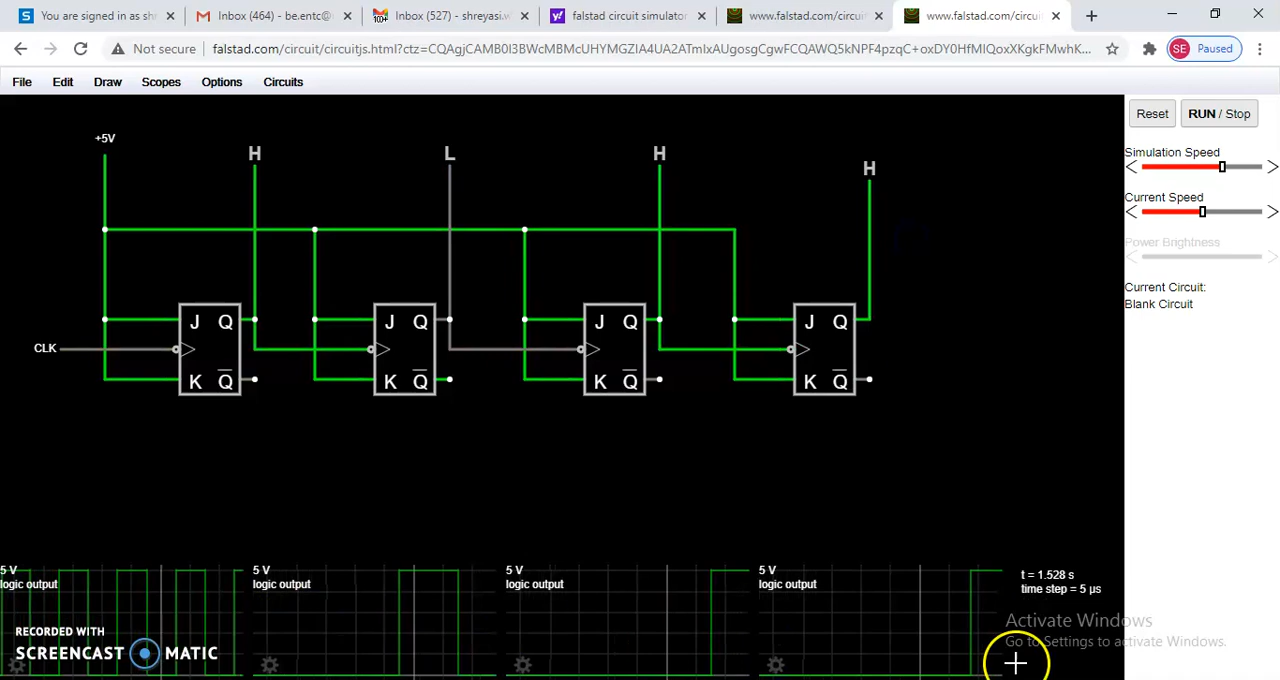 You are signed in as shr
Inbox (464) - be.entc@
Inbox (527) - shreyasi.w
falstad circuit simulator
www.falstad.com/circui
www.falstad.com/circui
Not secure
falstad.com/circuit/circuitjs.html?ctz=CQAgjCAMB0l3BWcMBMcUHYMGZIA4UA2ATmIxAUgosgCgwFCQAWQ5kNPF4pzqC+oxDY0HfMIQoxXKgkFMwhK...
SE Paused
File Edit Draw Scopes Options Circuits
Reset
RUN / Stop
Simulation Speed
Current Speed
Power Brightness
Current Circuit:
Blank Circuit
+5V
H
L
H
H
J Q
J Q
J Q
J Q
CLK
K Q̅
K Q̅
K Q̅
K Q̅
5 V
logic output
5 V
logic output
5 V
logic output
5 V
logic output
t = 1.528 s
time step = 5 µs
RECORDED WITH
SCREENCAST MATIC
Activate Windows
Go to Settings to activate Windows.